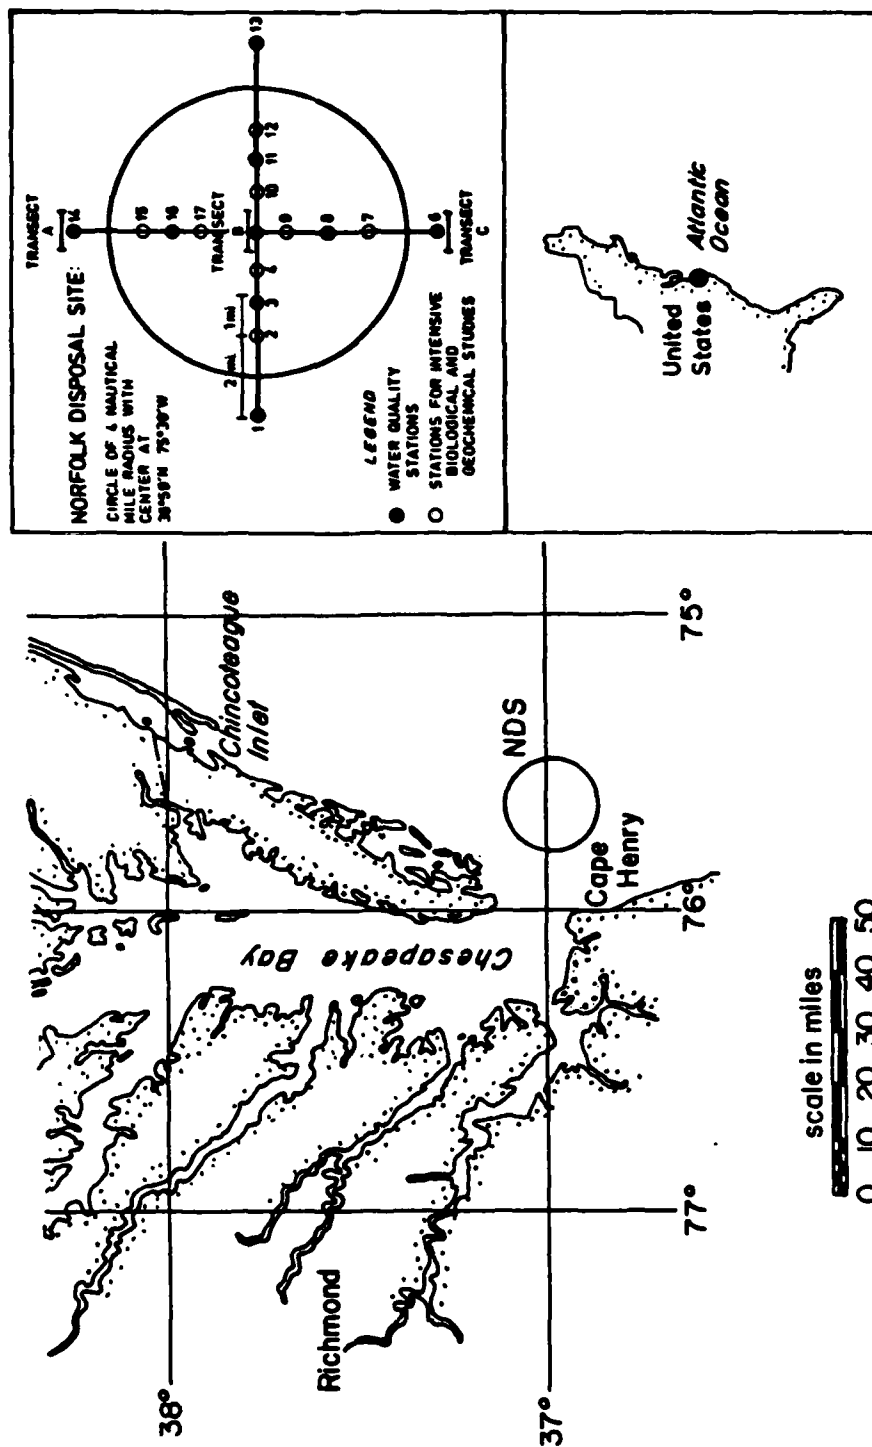 38°
37°
77°
76°
75°
Richmond
Chesapeake Bay
Chincoteague
Inlet
NDS
Cape
Henry
scale in miles
0 10 20 30 40 50
NORFOLK DISPOSAL SITE:
CIRCLE OF 4 NAUTICAL
MILE RADIUS WITH
CENTER AT
75°39'W
TRANSECT
A
TRANSECT
B
TRANSECT
C
2 mi
1 mi
1
2
3
4
6
7
8
9
10
11
12
13
14
15
16
17
LEGEND
WATER QUALITY
STATIONS
STATIONS FOR INTENSIVE
BIOLOGICAL AND
GEOCHEMICAL STUDIES
United
States
Atlantic
Ocean